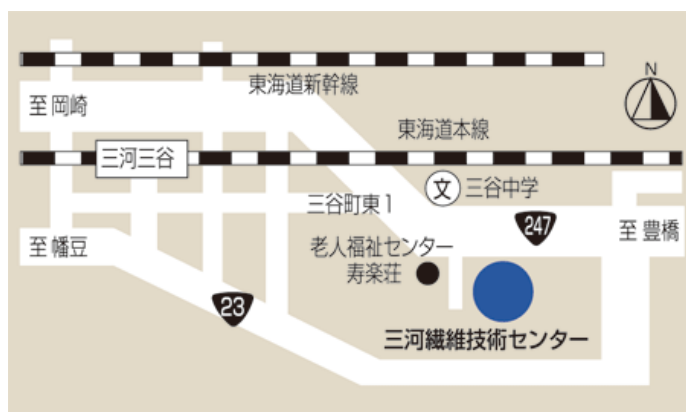 東海道新幹線
N
至 岡崎
東海道本線
三河三谷
文 三谷中学
三谷町東1
247
至 豊橋
至 幡豆
老人福祉センター
寿楽荘
23
三河繊維技術センター